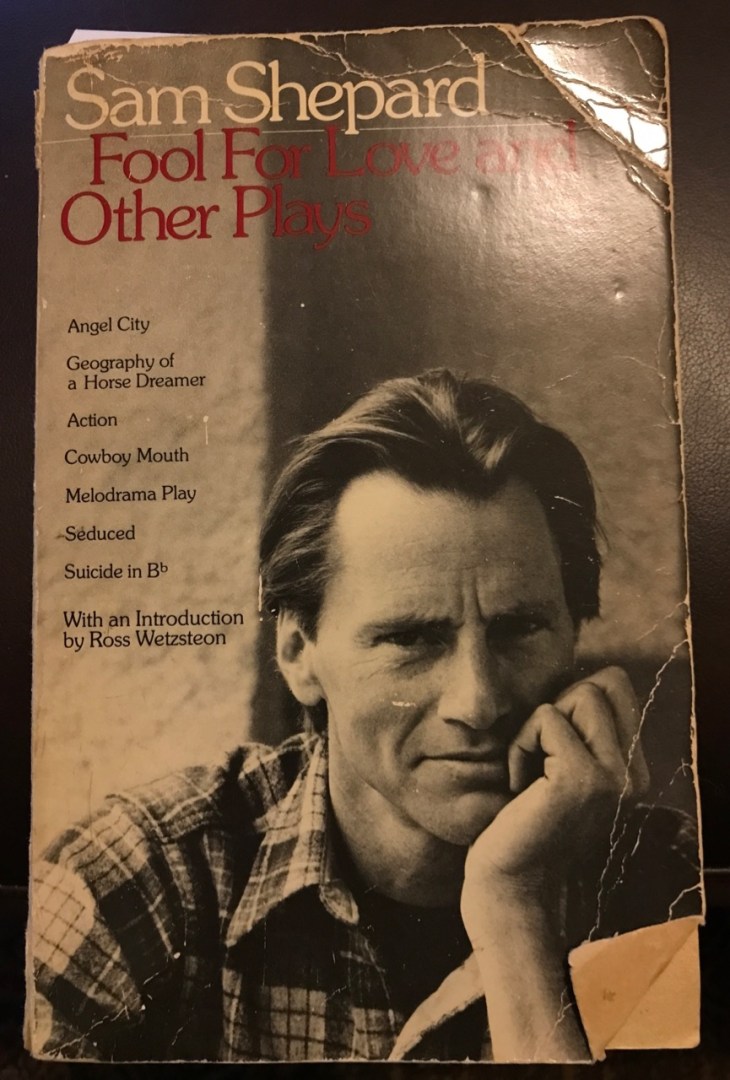 Sam Shepard
Fool For Love and
Other Plays
Angel City
Geography of
a Horse Dreamer
Action
Cowboy Mouth
Melodrama Play
Seduced
Suicide in Bb
With an Introduction
by Ross Wetzsteon